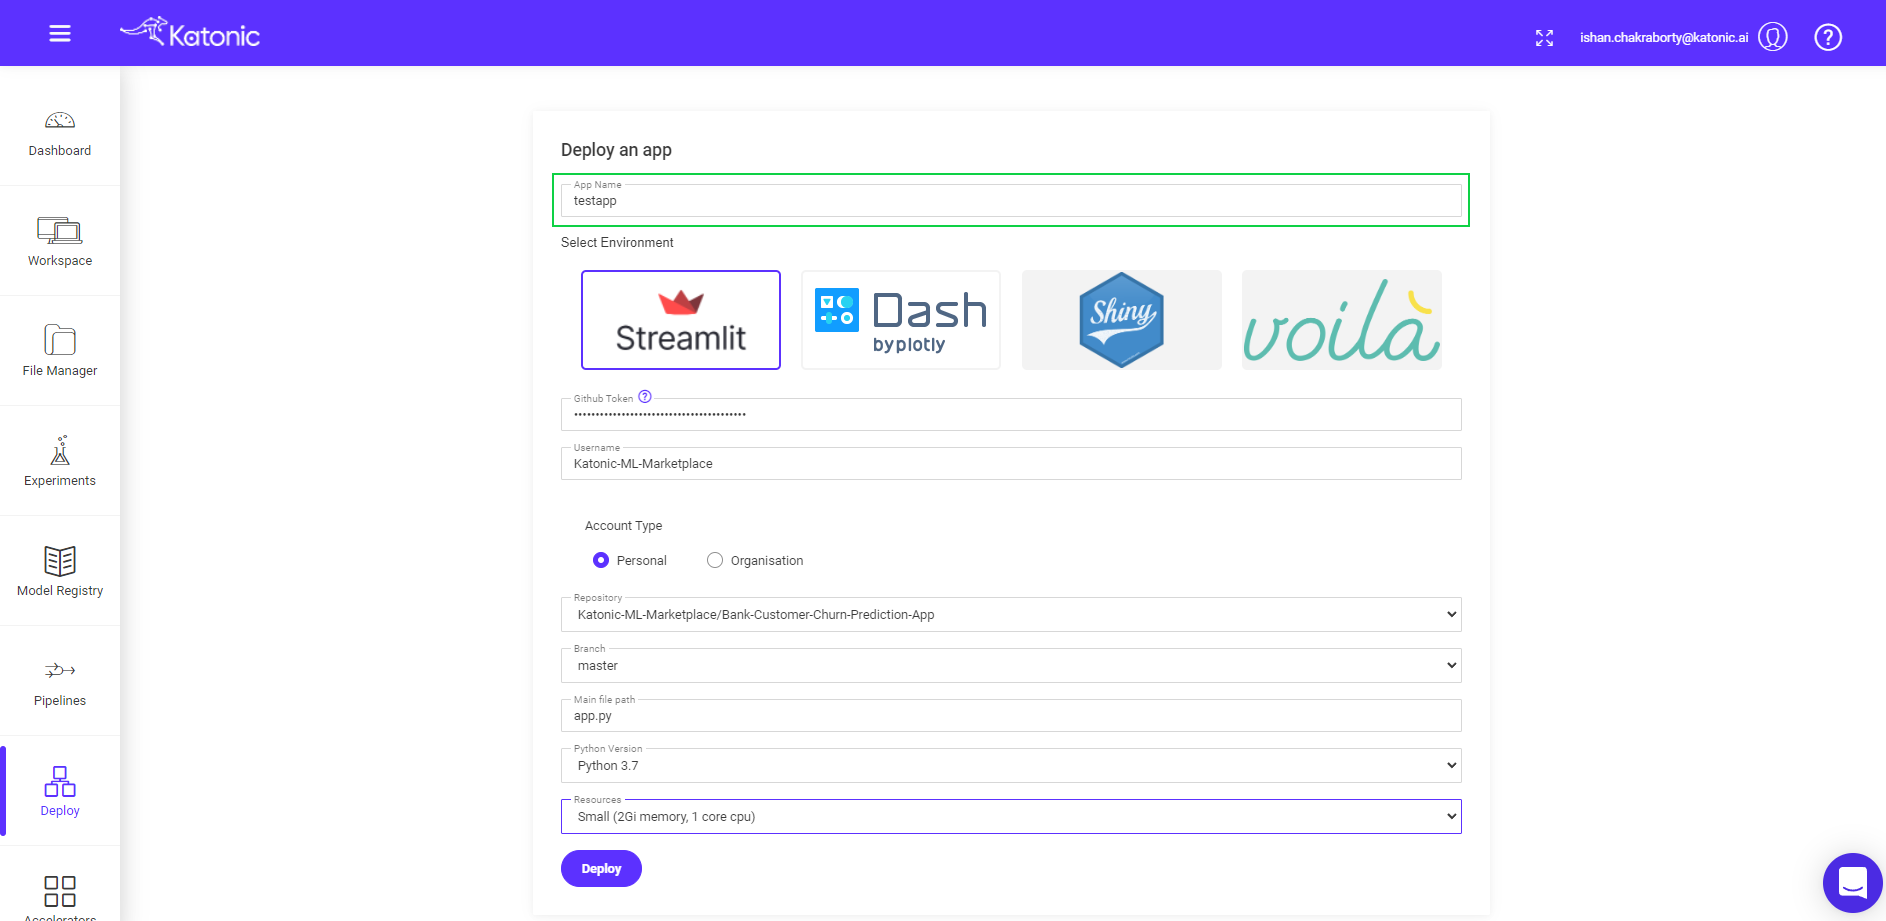 Katonic
ishan.chakraborty@katonic.ai
?
Dashboard
Workspace
File Manager
Experiments
Model Registry
Pipelines
Deploy
Accelerators
Deploy an app
App Name
testapp
Select Environment
Streamlit
Dash
by plotly
Shiny
voilà
Github Token ?
••••••••••••••••••••••••••••••••••••••••
Username
Katonic-ML-Marketplace
Account Type
Personal
Organisation
Repository
Katonic-ML-Marketplace/Bank-Customer-Churn-Prediction-App
Branch
master
Main file path
app.py
Python Version
Python 3.7
Resources
Small (2Gi memory, 1 core cpu)
Deploy